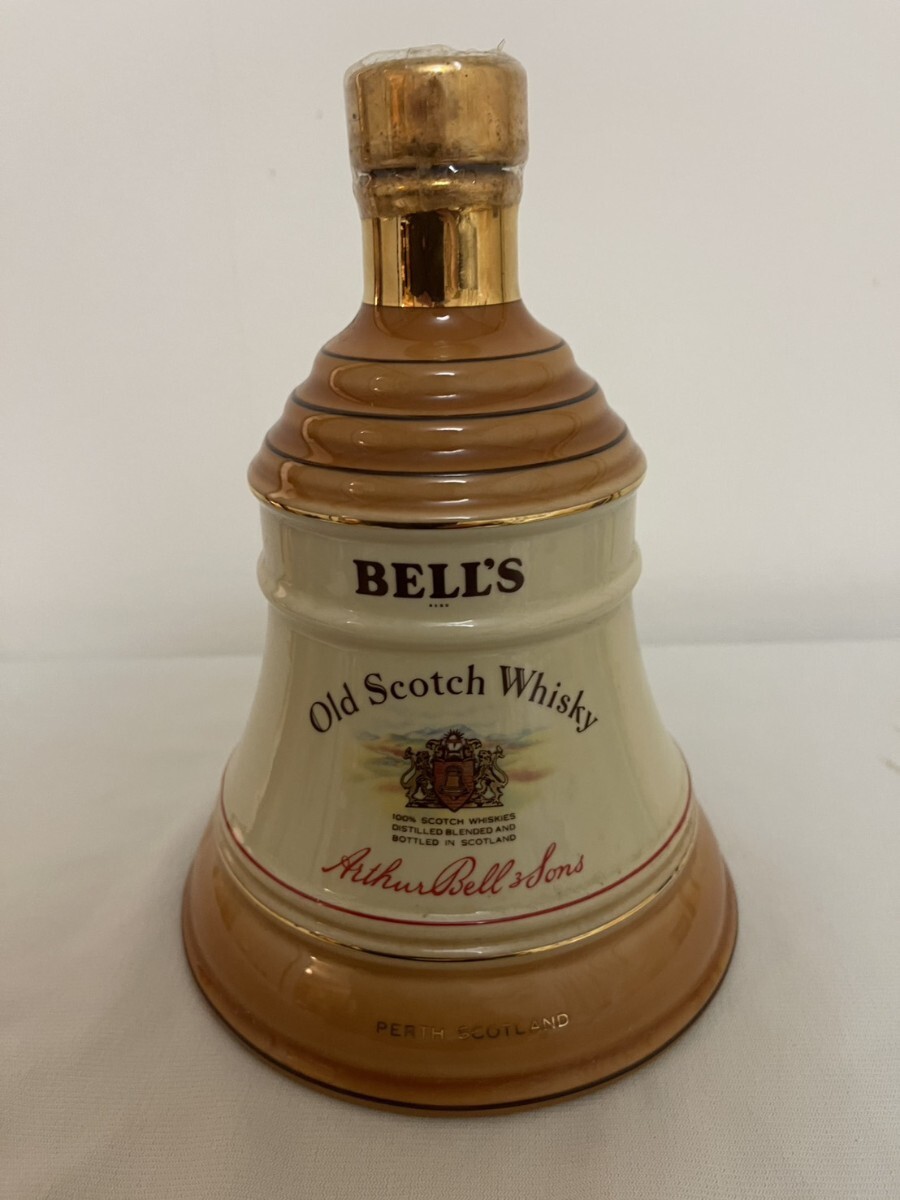 BELL'S
Old Scotch Whisky
100% SCOTCH WHISKIES
DISTILLED BLENDED AND
BOTTLED IN SCOTLAND
Arthur Bell & Sons
PERTH SCOTLAND